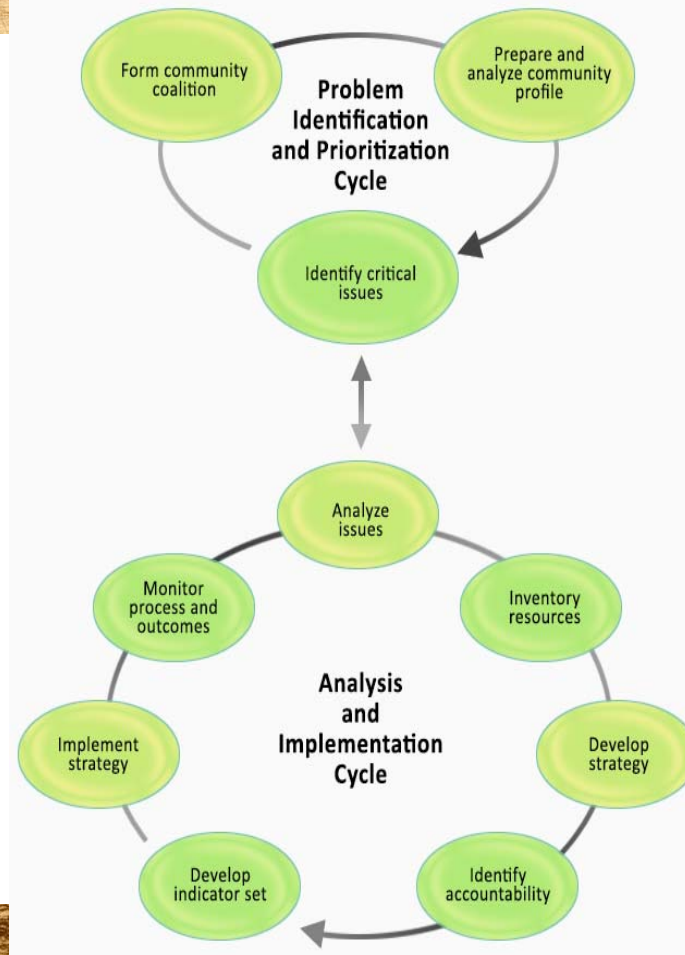 Form community
coalition
Prepare and
analyze community
profile
Problem
Identification
and Prioritization
Cycle
Identify critical
issues
Analyze
issues
Monitor
process and
outcomes
Inventory
resources
Analysis
and
Implementation
Cycle
Implement
strategy
Develop
strategy
Develop
indicator set
Identify
accountability